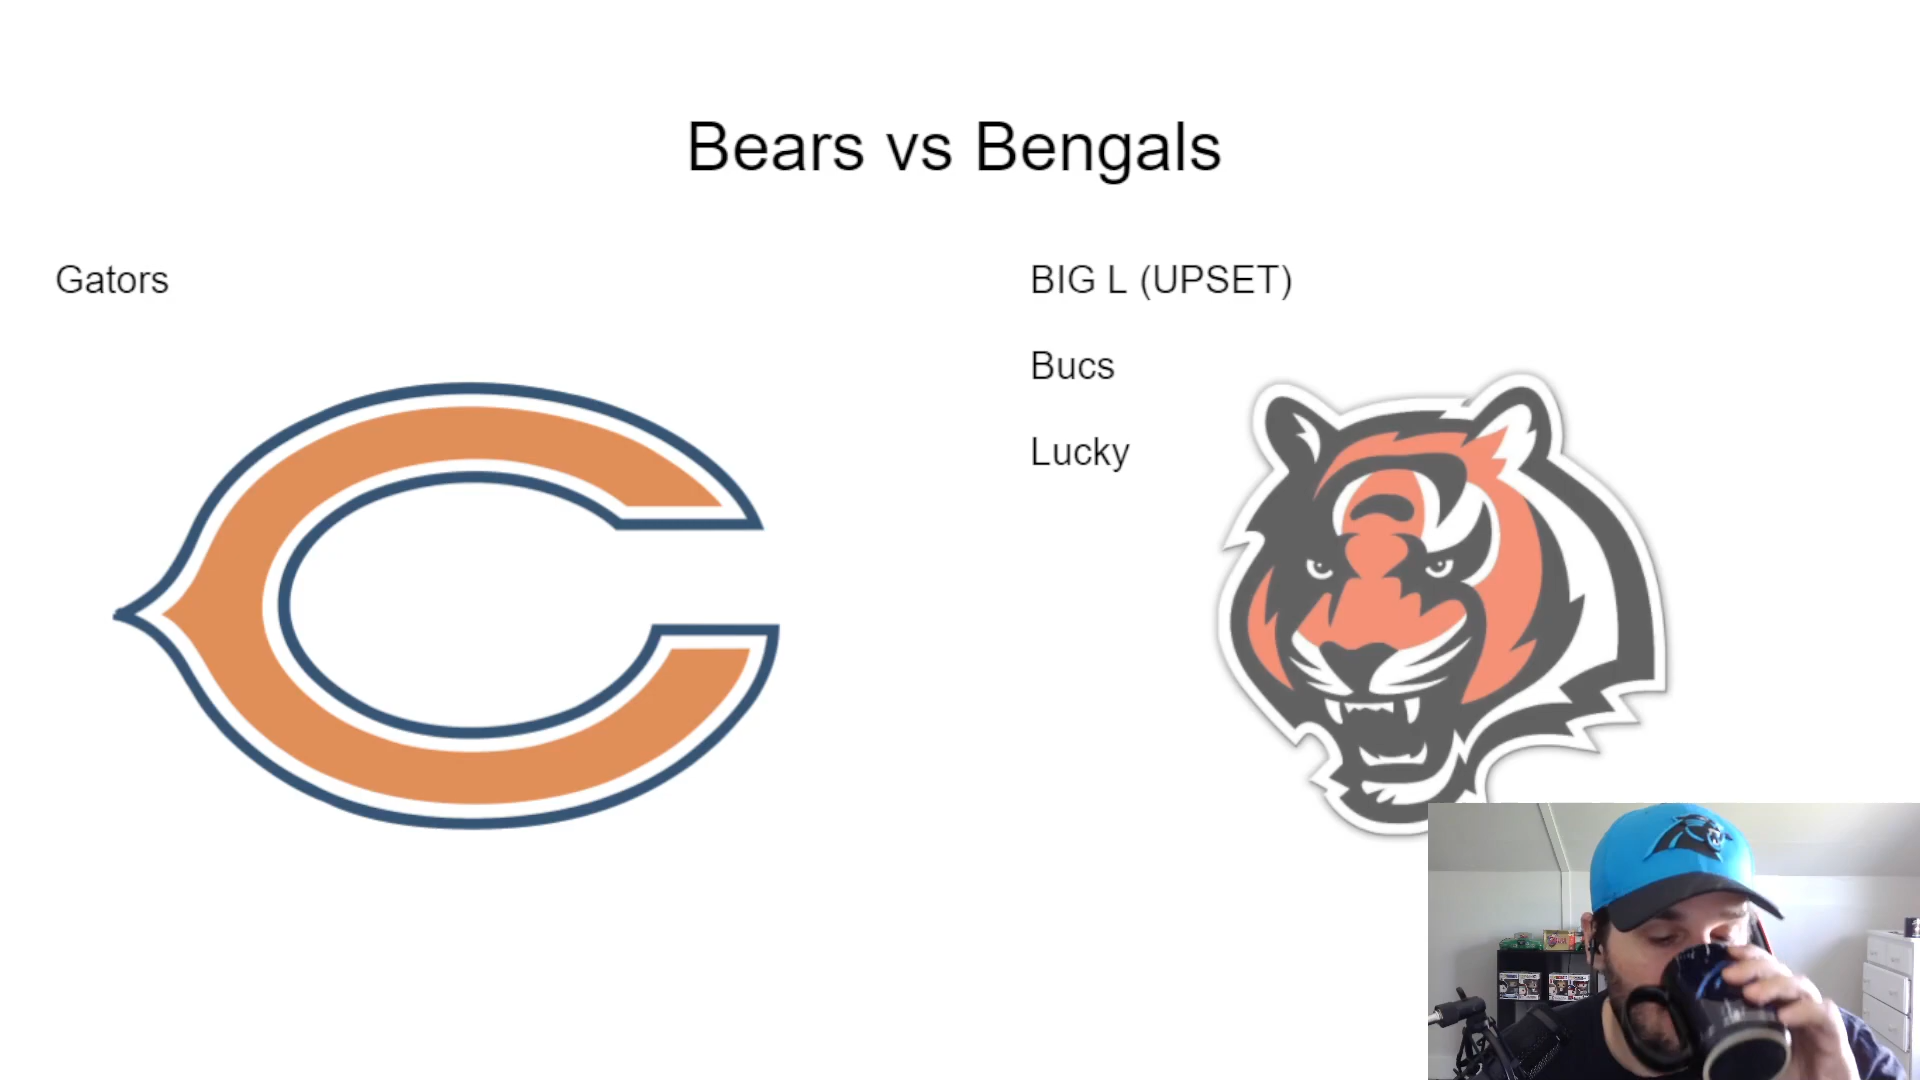 Bears vs Bengals
Gators
BIG L (UPSET)
Bucs
Lucky